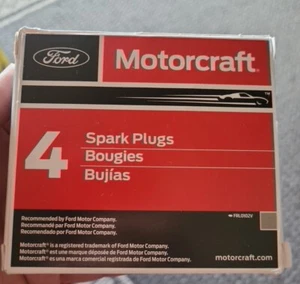 Ford
Motorcraft®
™
4
Spark Plugs
Bougies
Bujías
Recommended by Ford Motor Company.
Recommandé par Ford Motor Company.
Recomendado por Ford Motor Company.
Motorcraft® is a registered trademark of Ford Motor Company.
Motorcraft® est une marque déposée de Ford Motor Company.
Motorcraft® es una marca comercial registrada de Ford Motor Company.
motorcraft.com